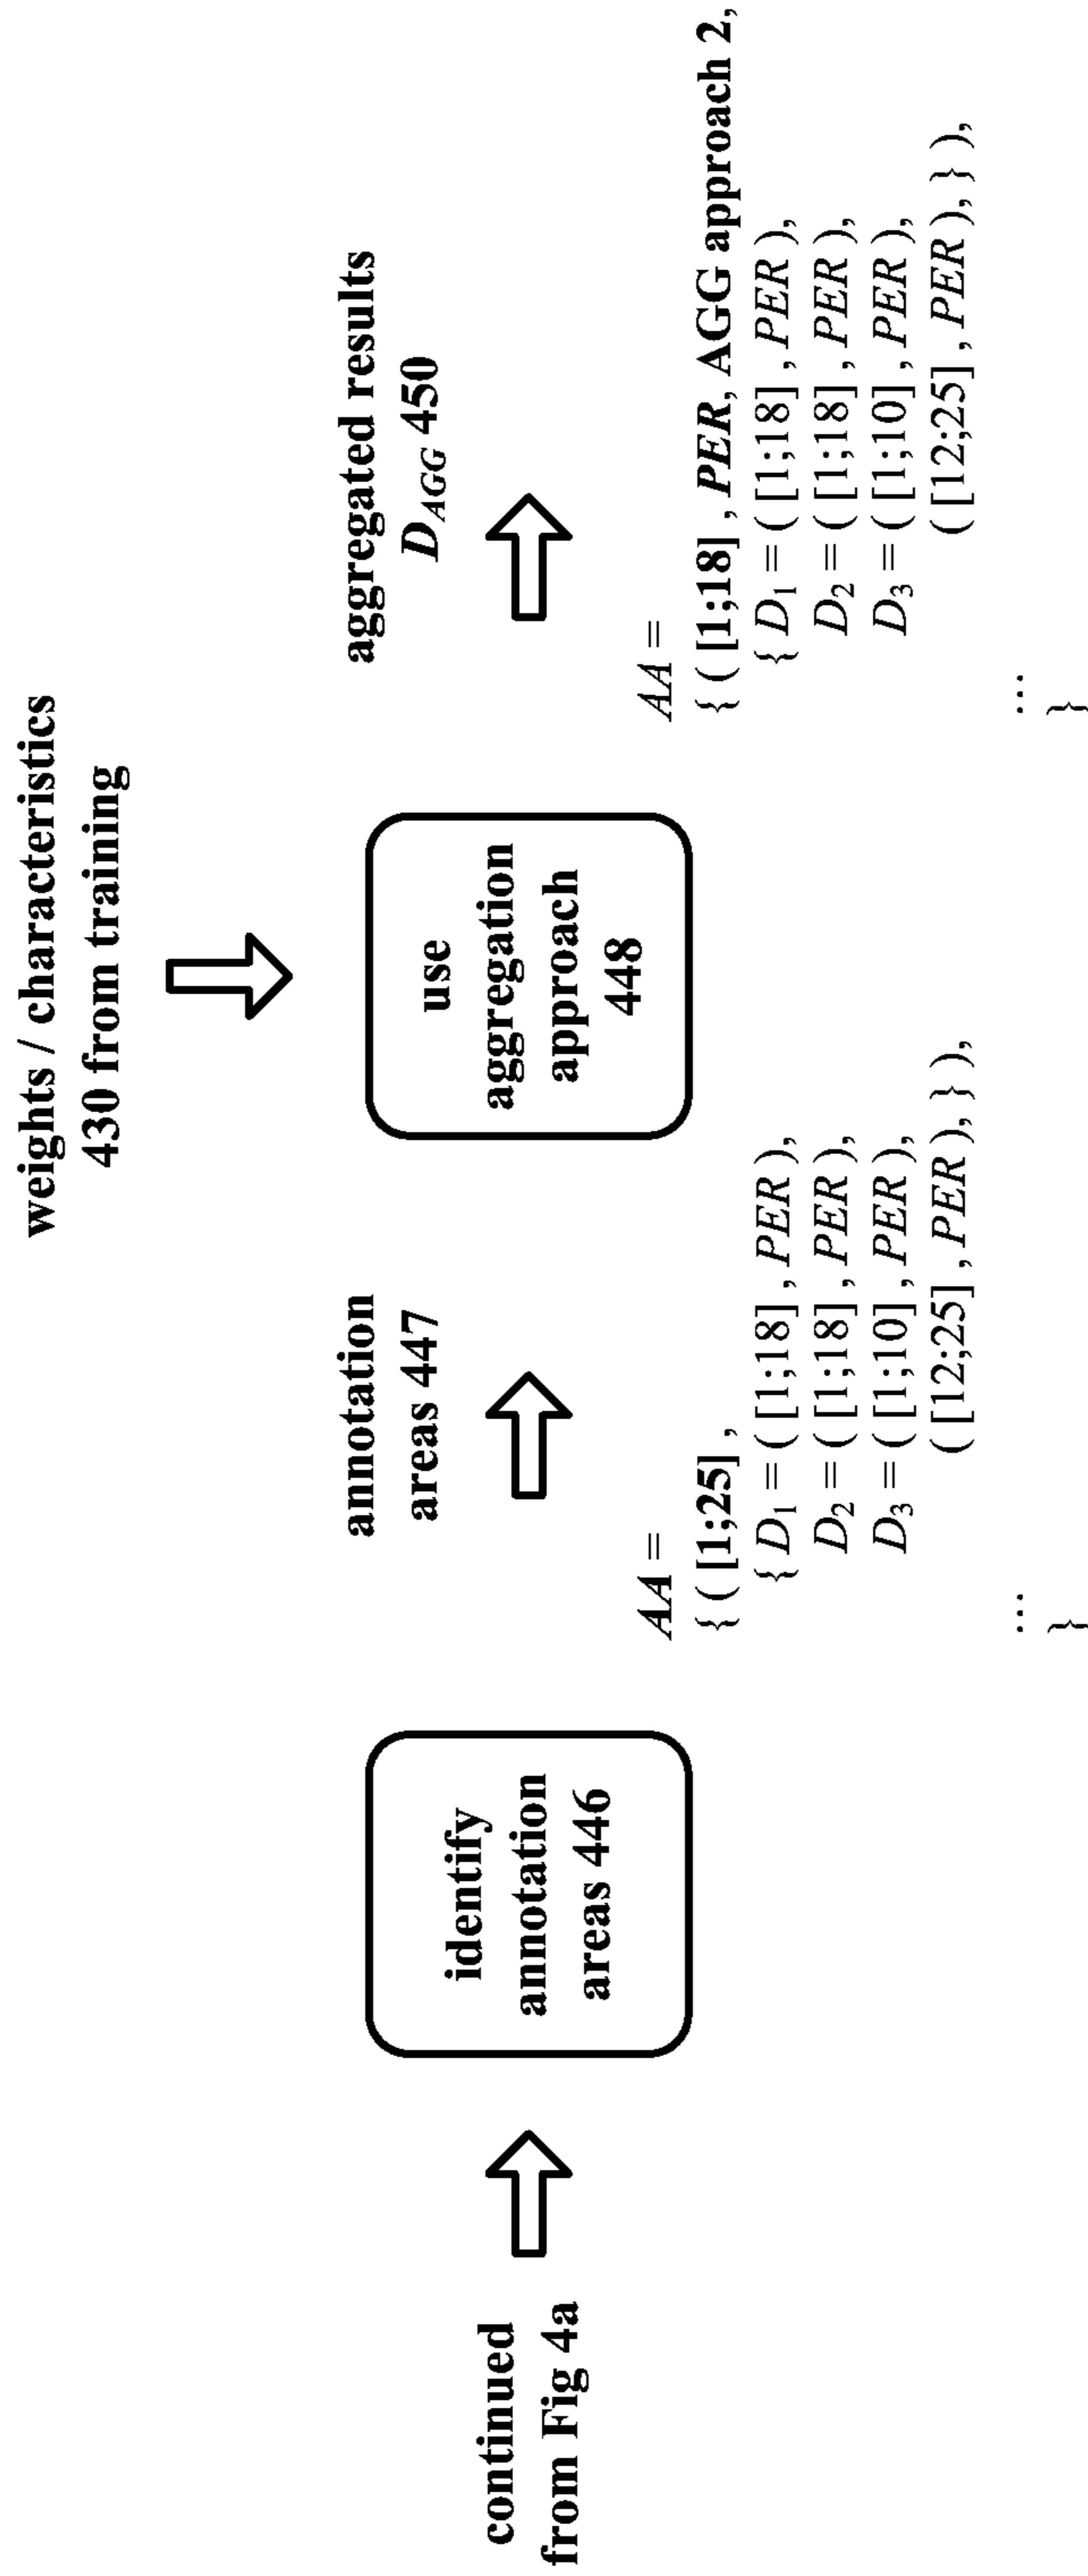 weights / characteristics
430 from training
continued
from Fig 4a
identify
annotation
areas 446
annotation
areas 447
use
aggregation
approach
448
aggregated results
D_AGG 450
AA =
{ ( [1;25] ,
{ D₁ = ( [1;18] , PER ),
D₂ = ( [1;18] , PER ),
D₃ = ( [1;10] , PER ),
( [12;25] , PER ), } ),
...
}
AA =
{ ( [1;18] , PER, AGG approach 2,
{ D₁ = ( [1;18] , PER ),
D₂ = ( [1;18] , PER ),
D₃ = ( [1;10] , PER ),
( [12;25] , PER ), } ),
...
}